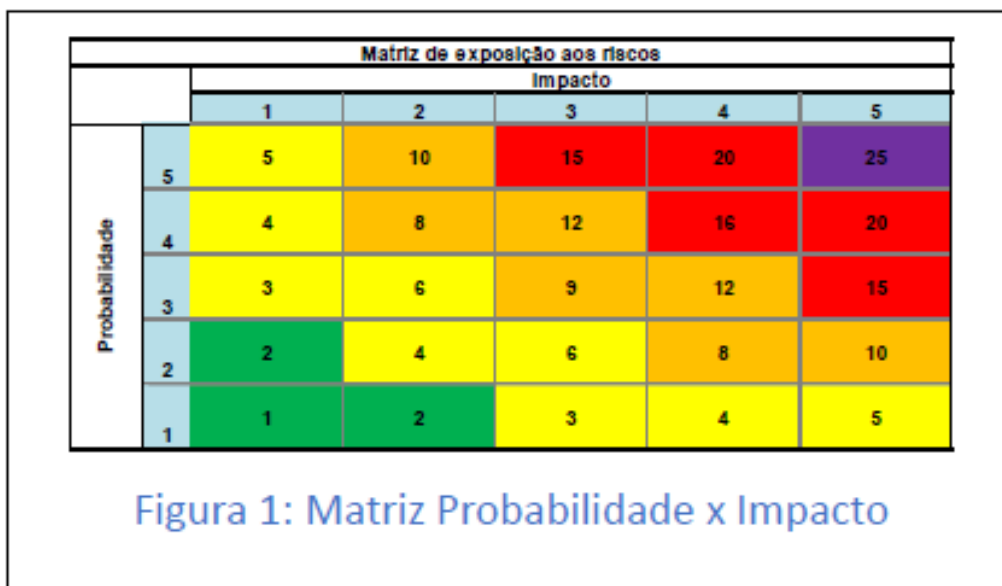 Matriz de exposição aos riscos
Impacto
1 2 3 4 5
5 5 10 15 20 25
4 4 8 12 16 20
3 3 6 9 12 15
2 2 4 6 8 10
1 1 2 3 4 5
Probabilidade
Figura 1: Matriz Probabilidade x Impacto